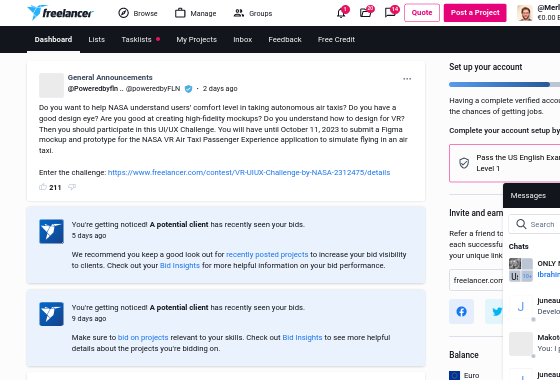 freelancer
Browse
Manage
Groups
1
20
14
Quote
Post a Project
@Merl
€0.00 E
Dashboard
Lists
Tasklists
My Projects
Inbox
Feedback
Free Credit
General Announcements
@Poweredbyfln .. @poweredbyFLN · 2 days ago
Do you want to help NASA understand users' comfort level in taking autonomous air taxis? Do you have a
good design eye? Are you good at creating high-fidelity mockups? Do you understand how to design for VR?
Then you should participate in this UI/UX Challenge. You will have until October 11, 2023 to submit a Figma
mockup and prototype for the NASA VR Air Taxi Passenger Experience application to simulate flying in an air
taxi.
Enter the challenge: https://www.freelancer.com/contest/VR-UIUX-Challenge-by-NASA-2312475/details
211
You're getting noticed! A potential client has recently seen your bids.
5 days ago
We recommend you keep a good look out for recently posted projects to increase your bid visibility
to clients. Check out your Bid Insights for more helpful information on your bid performance.
You're getting noticed! A potential client has recently seen your bids.
9 days ago
Make sure to bid on projects relevant to your skills. Check out Bid Insights to see more helpful
details about the projects you're bidding on.
Set up your account
Having a complete verified accou
the chances of getting jobs.
Complete your account setup by
Pass the US English Exam
Level 1
Invite and earn
Refer a friend to
each successfu
your unique link
freelancer.com
Balance
Euro
Messages
Search
Chats
ONLY
Ibrahin
juneau
Develo
Makot
You: I p
juneau